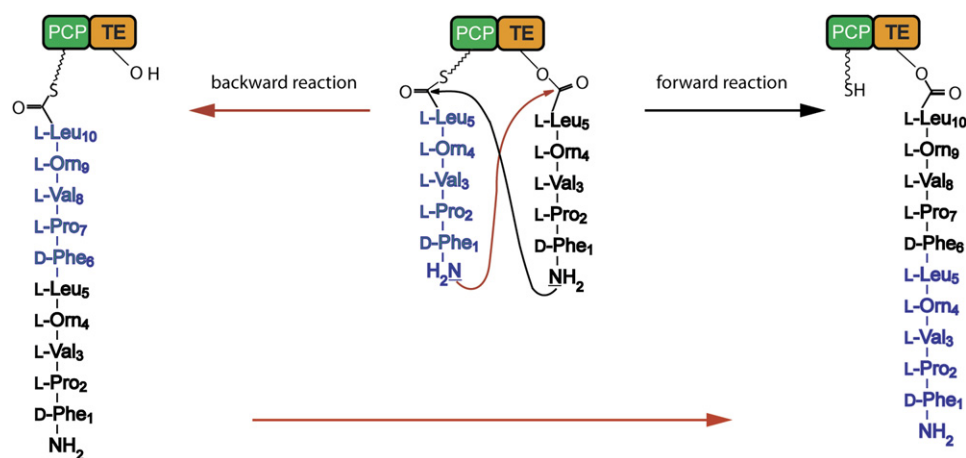 PCP TE
O H
S
O
L-Leu10
L-Orn9
L-Val8
L-Pro7
D-Phe6
L-Leu5
L-Orn4
L-Val3
L-Pro2
D-Phe1
NH2
backward reaction
PCP TE
S
O
O
O
L-Leu5
L-Orn4
L-Val3
L-Pro2
D-Phe1
H2N
L-Leu5
L-Orn4
L-Val3
L-Pro2
D-Phe1
NH2
forward reaction
PCP TE
SH
O
O
L-Leu10
L-Orn9
L-Val8
L-Pro7
D-Phe6
L-Leu5
L-Orn4
L-Val3
L-Pro2
D-Phe1
NH2